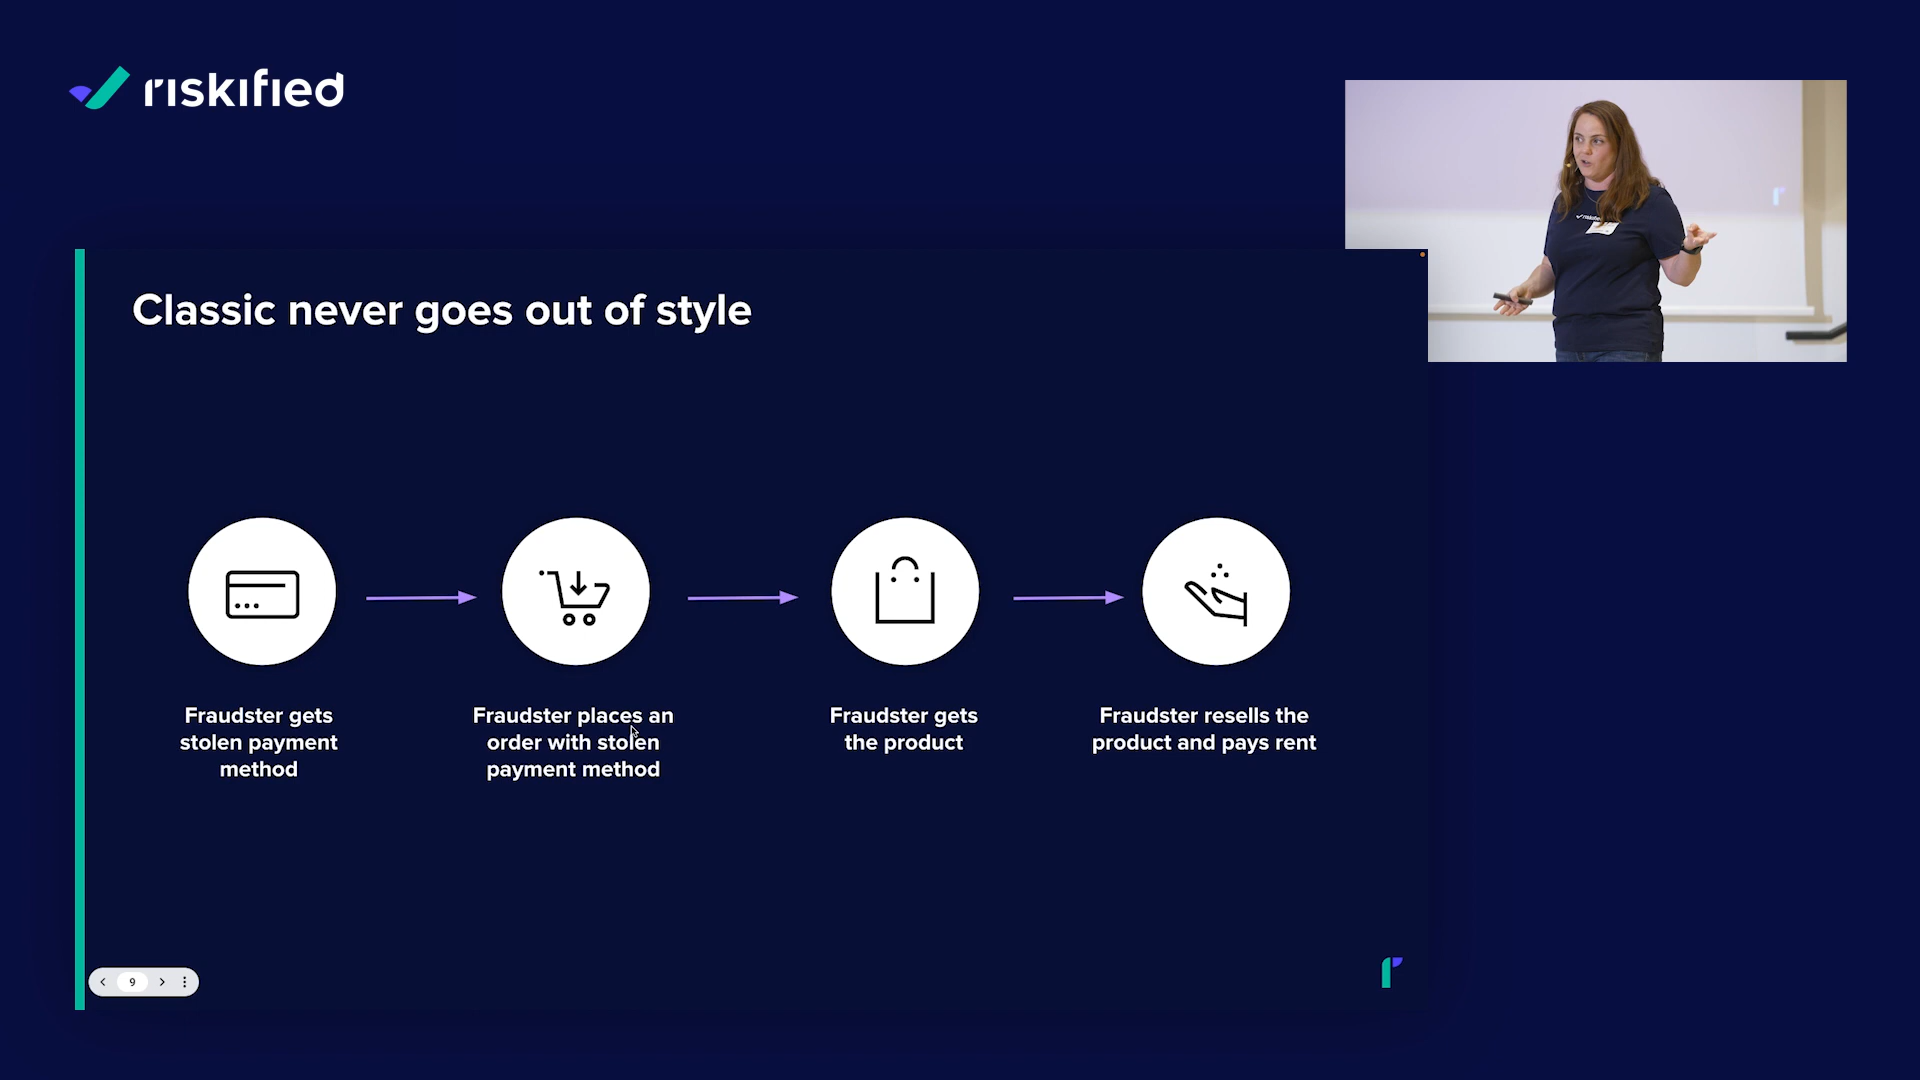 riskified
Classic never goes out of style
Fraudster gets
stolen payment
method
Fraudster places an
order with stolen
payment method
Fraudster gets
the product
Fraudster resells the
product and pays rent
9